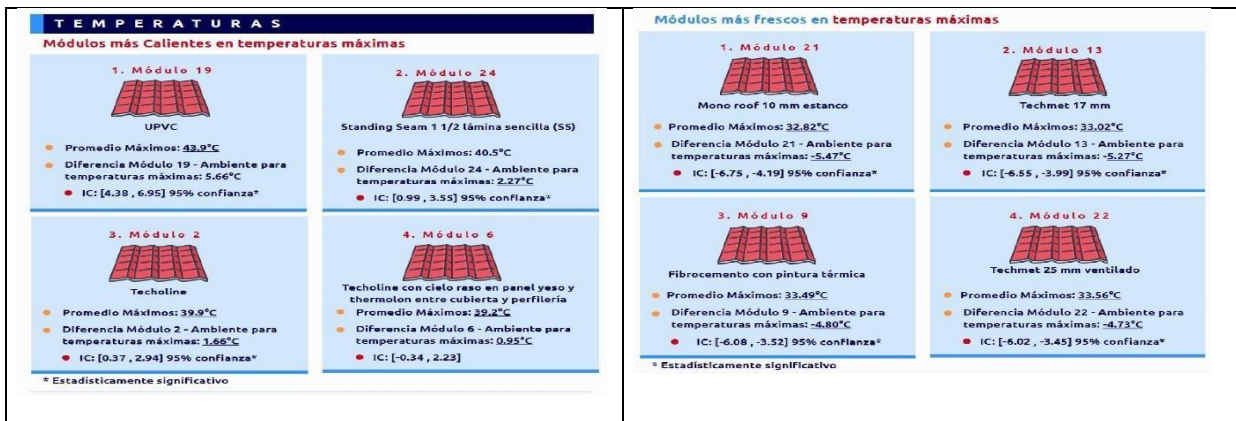 TEMPERATURAS
Módulos más Calientes en temperaturas máximas
1. Módulo 19
UPVC
Promedio Máximos: 43.9°C
Diferencia Módulo 19 - Ambiente para
temperaturas máximas: 5.66°C
IC: [4.38 , 6.95] 95% confianza*
2. Módulo 24
Standing Seam 1 1/2 lámina sencilla (SS)
Promedio Máximos: 40.5°C
Diferencia Módulo 24 - Ambiente para
temperaturas máximas: 2.27°C
IC: [0.99 , 3.55] 95% confianza*
3. Módulo 2
Techoline
Promedio Máximos: 39.9°C
Diferencia Módulo 2 - Ambiente para
temperaturas máximas: 1.66°C
IC: [0.37 , 2.94] 95% confianza*
4. Módulo 6
Techoline con cielo raso en panel yeso y
thermolon entre cubierta y perfilería
Promedio Máximos: 39.2°C
Diferencia Módulo 6 - Ambiente para
temperaturas máximas: 0.95°C
IC: [-0.34 , 2.23]
* Estadísticamente significativo
Módulos más frescos en temperaturas máximas
1. Módulo 21
Mono roof 10 mm estanco
Promedio Máximos: 32.82°C
Diferencia Módulo 21 - Ambiente para
temperaturas máximas: -5.47°C
IC: [-6.75 , -4.19] 95% confianza*
2. Módulo 13
Techmet 17 mm
Promedio Máximos: 33.02°C
Diferencia Módulo 13 - Ambiente para
temperaturas máximas: -5.27°C
IC: [-6.55 , -3.99] 95% confianza*
3. Módulo 9
Fibrocemento con pintura térmica
Promedio Máximos: 33.49°C
Diferencia Módulo 9 - Ambiente para
temperaturas máximas: -4.80°C
IC: [-6.08 , -3.52] 95% confianza*
4. Módulo 22
Techmet 25 mm ventilado
Promedio Máximos: 33.56°C
Diferencia Módulo 22 - Ambiente para
temperaturas máximas: -4.73°C
IC: [-6.02 , -3.45] 95% confianza*
* Estadísticamente significativo